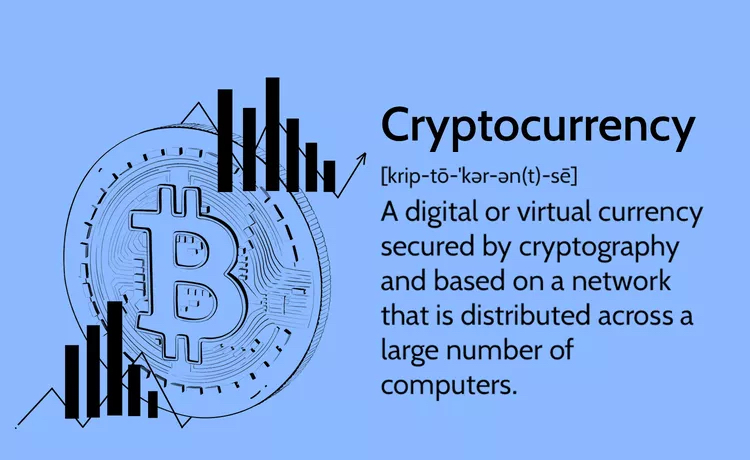 Cryptocurrency
[krip-tō-ˈkər-ən(t)-sē]
A digital or virtual currency
secured by cryptography
and based on a network
that is distributed across a
large number of
computers.